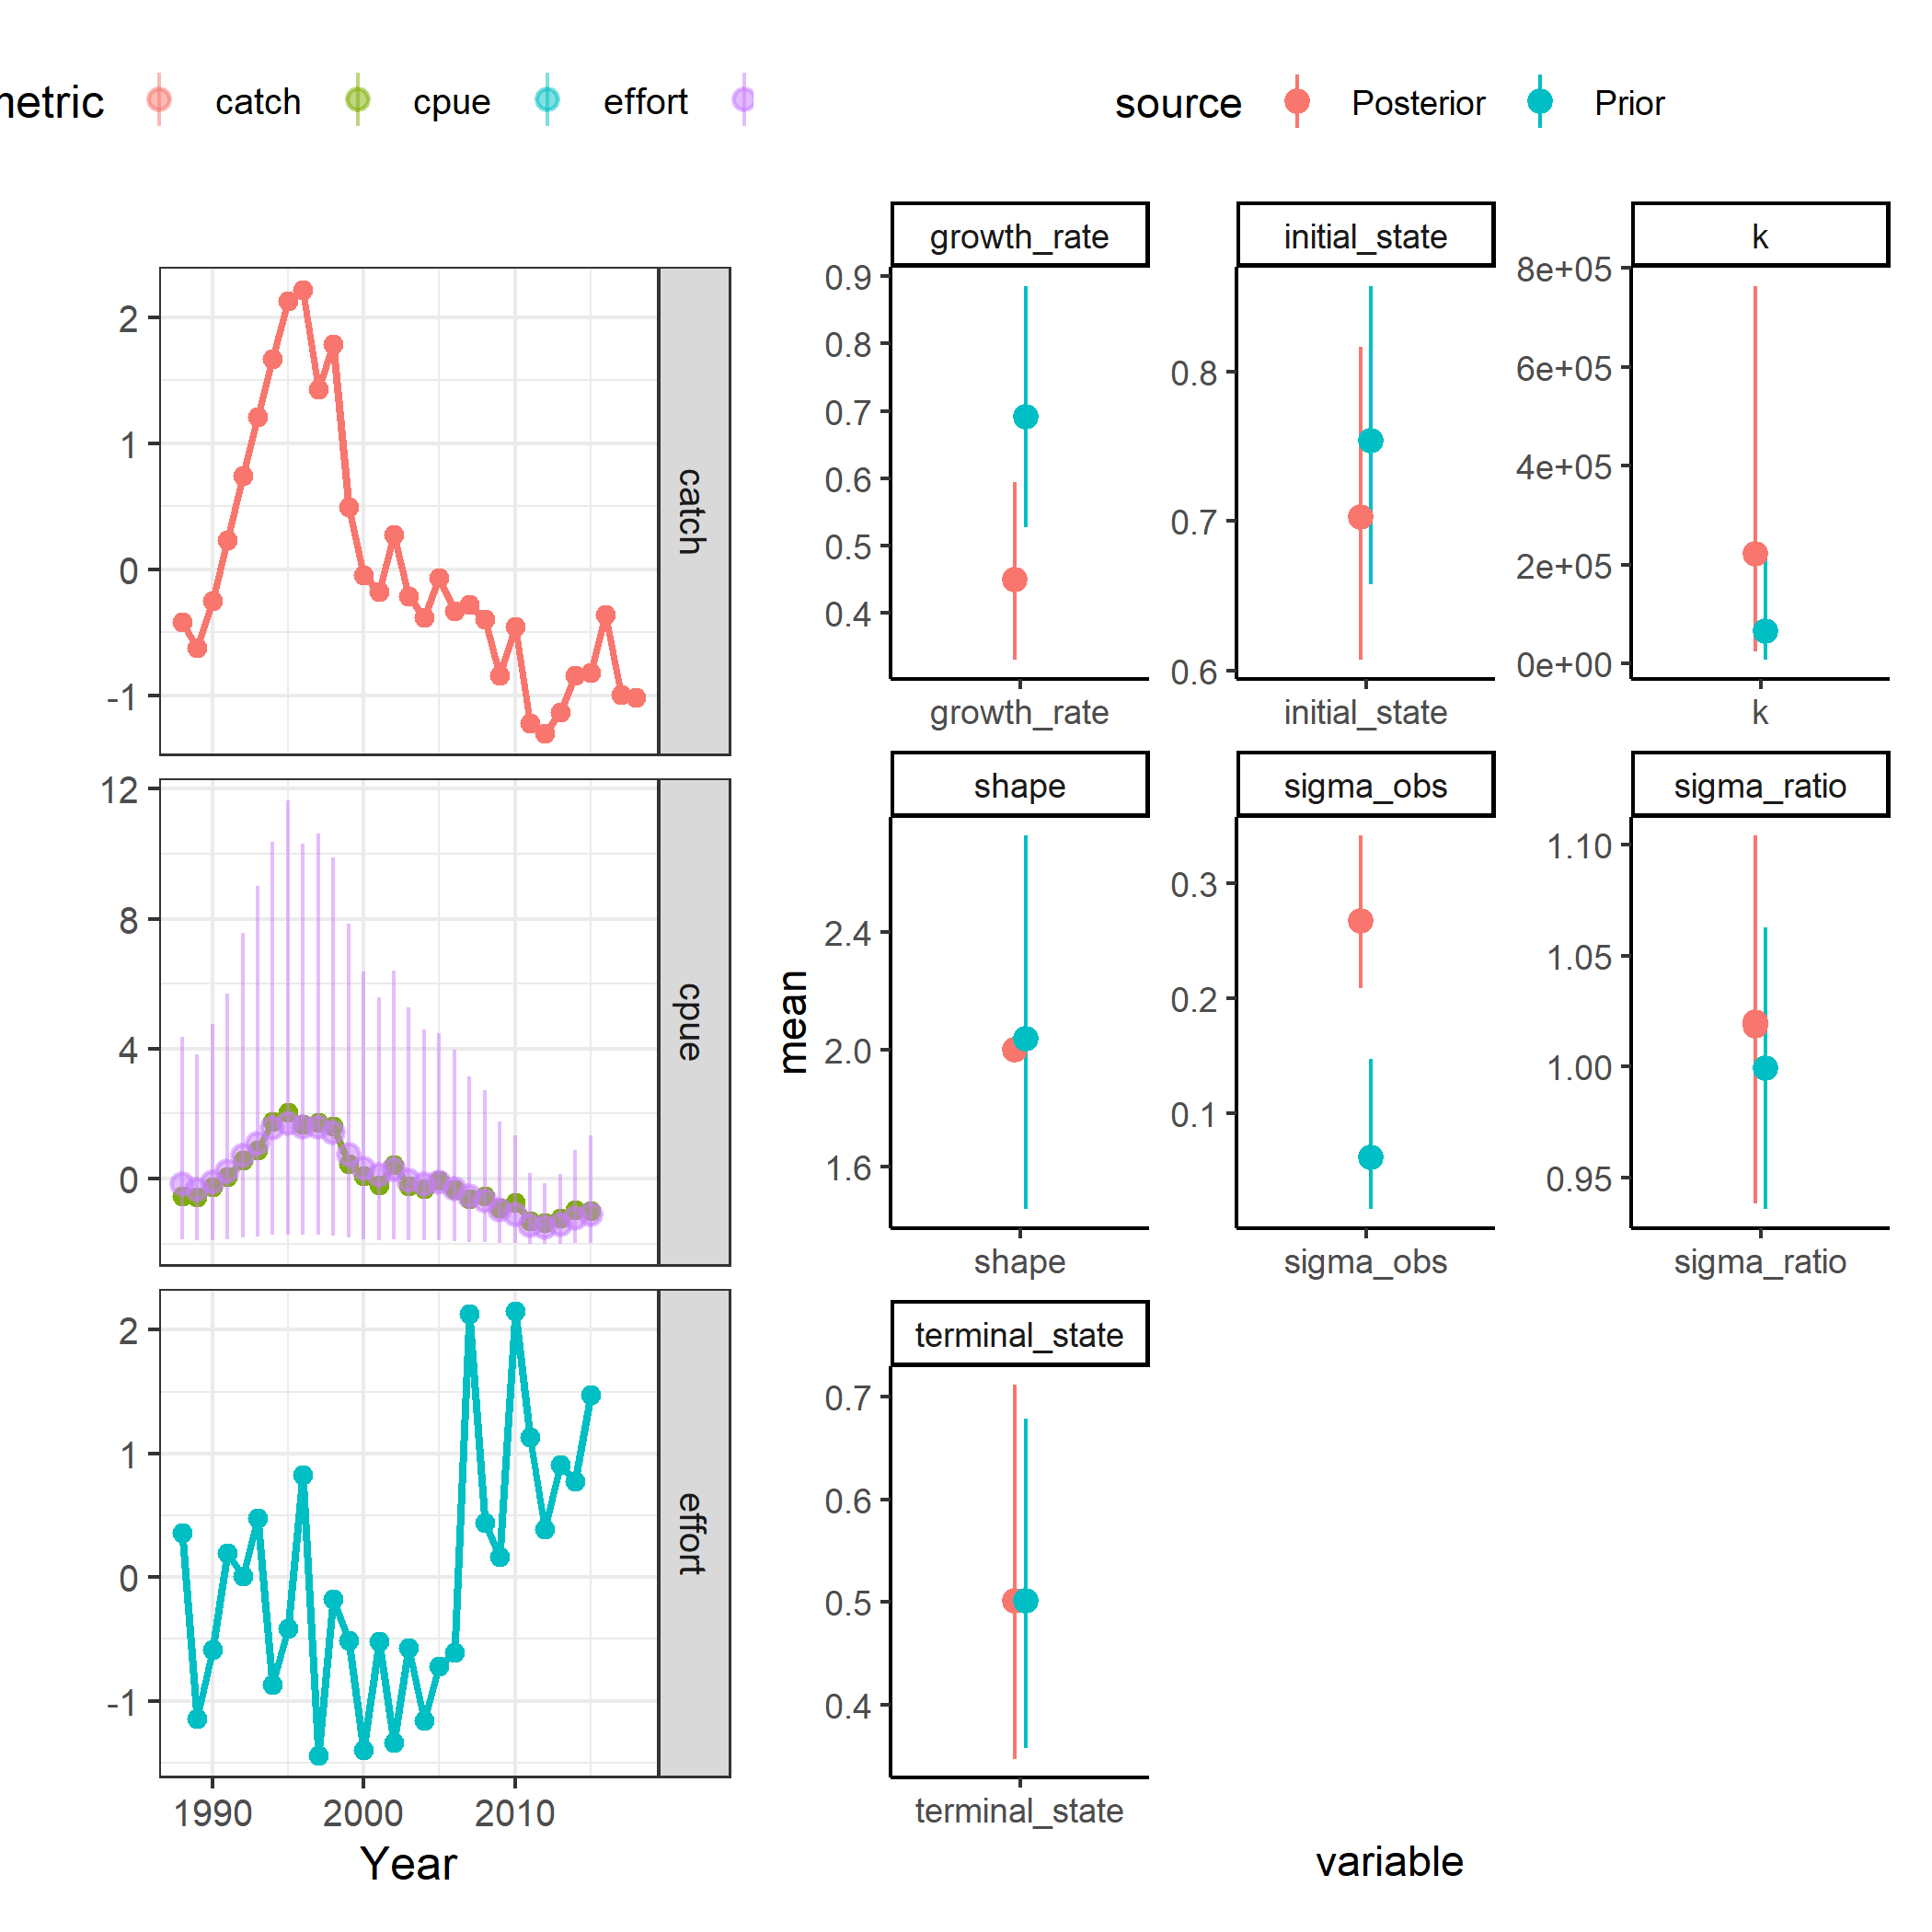 netric catch cpue effort
source Posterior Prior
2
1
0
-1
catch
12
8
4
0
cpue
2
1
0
-1
effort
1990 2000 2010
Year
growth_rate initial_state k
0.9
0.8
0.7
0.6
0.5
0.4
growth_rate
0.8
0.7
0.6
initial_state
8e+05
6e+05
4e+05
2e+05
0e+00
k
mean
shape sigma_obs sigma_ratio
2.4
2.0
1.6
shape
0.3
0.2
0.1
sigma_obs
1.10
1.05
1.00
0.95
sigma_ratio
terminal_state
0.7
0.6
0.5
0.4
terminal_state
variable